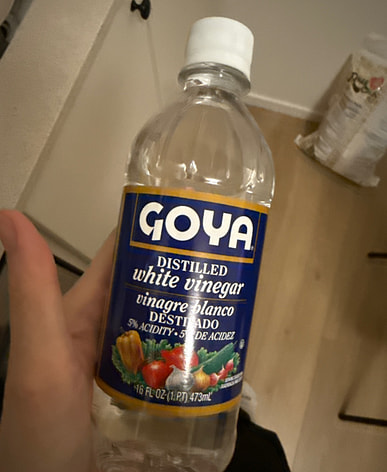 GOYA
DISTILLED
white vinegar
vinagre blanco
DESTILADO
5% ACIDITY • 5% DE ACIDEZ
16 FL OZ (1 PT) 473mL